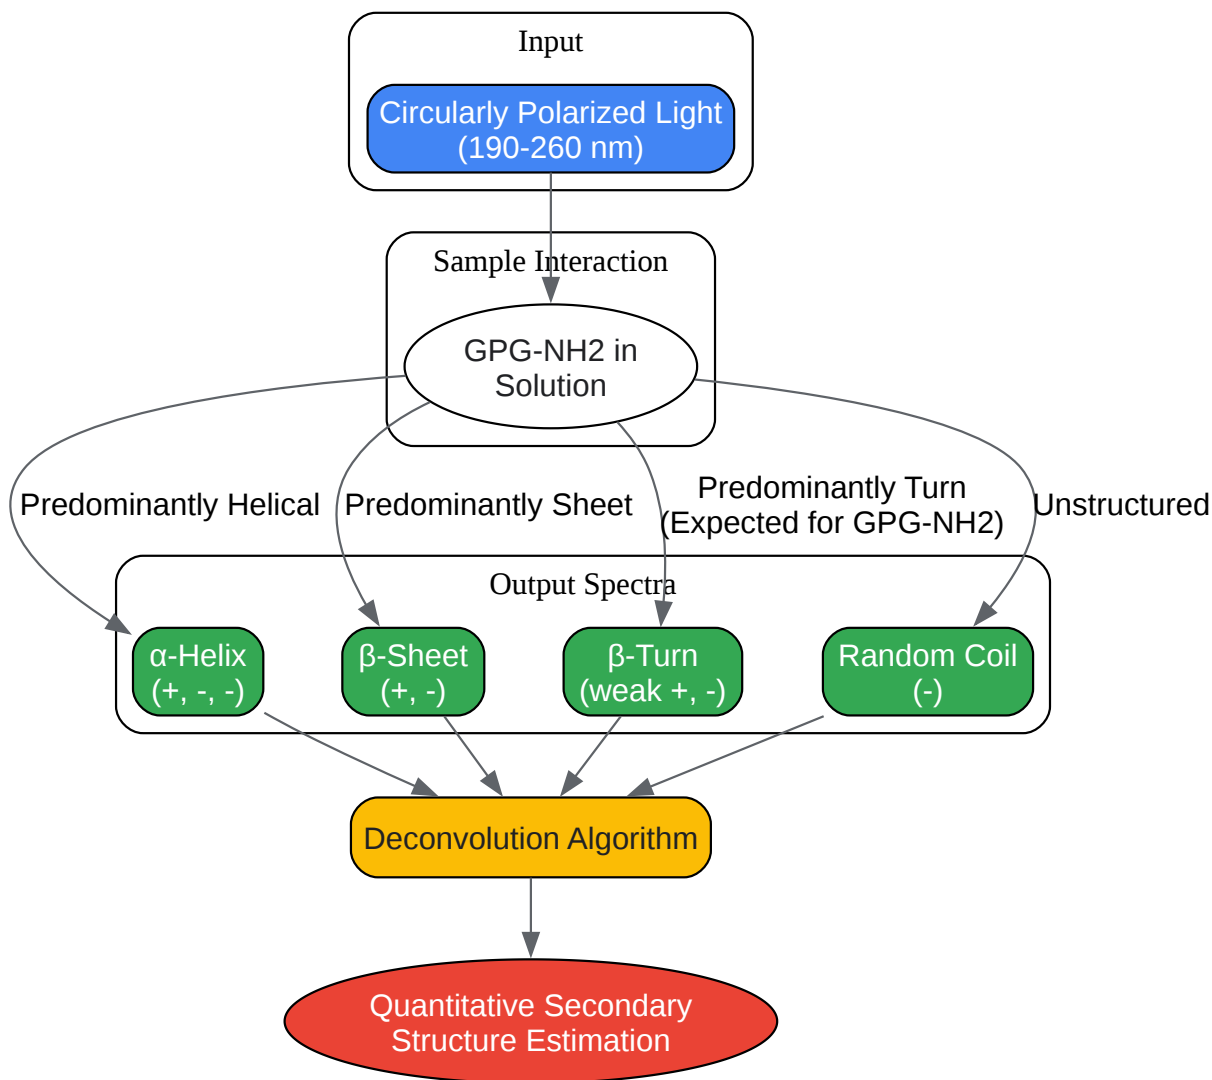 Input
Circularly Polarized Light
(190-260 nm)
Sample Interaction
GPG-NH2 in
Solution
Predominantly Helical
Predominantly Sheet
Predominantly Turn
(Expected for GPG-NH2)
Unstructured
Output Spectra
α-Helix
(+, -, -)
β-Sheet
(+, -)
β-Turn
(weak +, -)
Random Coil
(-)
Deconvolution Algorithm
Quantitative Secondary
Structure Estimation